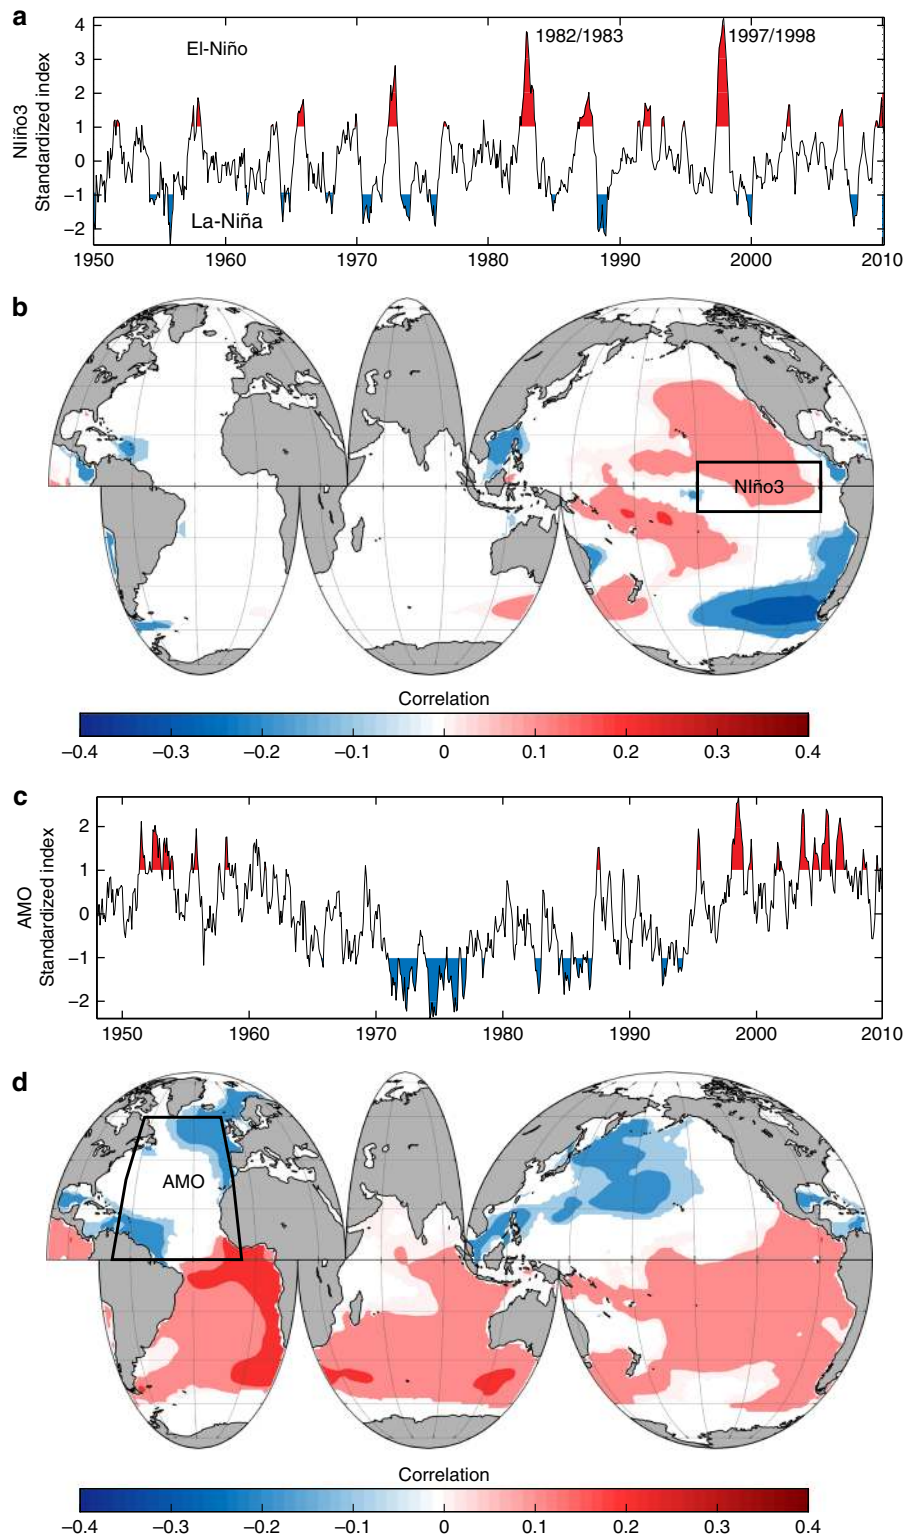 a
NIiño3
Standardized index
4
3
2
1
0
−1
−2
El-Niño
1982/1983
1997/1998
La-Niña
1950 1960 1970 1980 1990 2000 2010
b
NIño3
Correlation
−0.4 −0.3 −0.2 −0.1 0 0.1 0.2 0.3 0.4
c
AMO
Standardized index
2
1
0
−1
−2
1950 1960 1970 1980 1990 2000 2010
d
AMO
Correlation
−0.4 −0.3 −0.2 −0.1 0 0.1 0.2 0.3 0.4